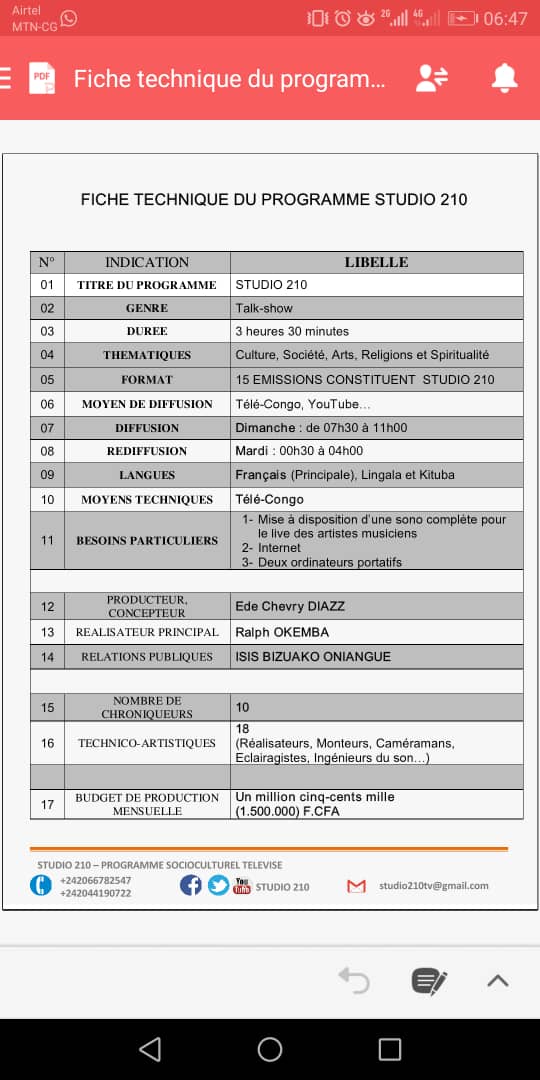 Airtel
MTN-CG
2G
4G
06:47
PDF
Fiche technique du program...
FICHE TECHNIQUE DU PROGRAMME STUDIO 210
N° INDICATION LIBELLE
01 TITRE DU PROGRAMME STUDIO 210
02 GENRE Talk-show
03 DUREE 3 heures 30 minutes
04 THEMATIQUES Culture, Société, Arts, Religions et Spiritualité
05 FORMAT 15 EMISSIONS CONSTITUENT STUDIO 210
06 MOYEN DE DIFFUSION Télé-Congo, YouTube…
07 DIFFUSION Dimanche : de 07h30 à 11h00
08 REDIFFUSION Mardi : 00h30 à 04h00
09 LANGUES Français (Principale), Lingala et Kituba
10 MOYENS TECHNIQUES Télé-Congo
11 BESOINS PARTICULIERS
1- Mise à disposition d'une sono complète pour
le live des artistes musiciens
2- Internet
3- Deux ordinateurs portatifs
12 PRODUCTEUR,
CONCEPTEUR
Ede Chevry DIAZZ
13 REALISATEUR PRINCIPAL Ralph OKEMBA
14 RELATIONS PUBLIQUES ISIS BIZUAKO ONIANGUE
15 NOMBRE DE
CHRONIQUEURS
10
16 TECHNICO-ARTISTIQUES
18
(Réalisateurs, Monteurs, Caméramans,
Eclairagistes, Ingénieurs du son…)
17 BUDGET DE PRODUCTION
MENSUELLE
Un million cinq-cents mille
(1.500.000) F.CFA
STUDIO 210 – PROGRAMME SOCIOCULTUREL TELEVISE
+242066782547
+242044190722
You Tube
STUDIO 210
studio210tv@gmail.com